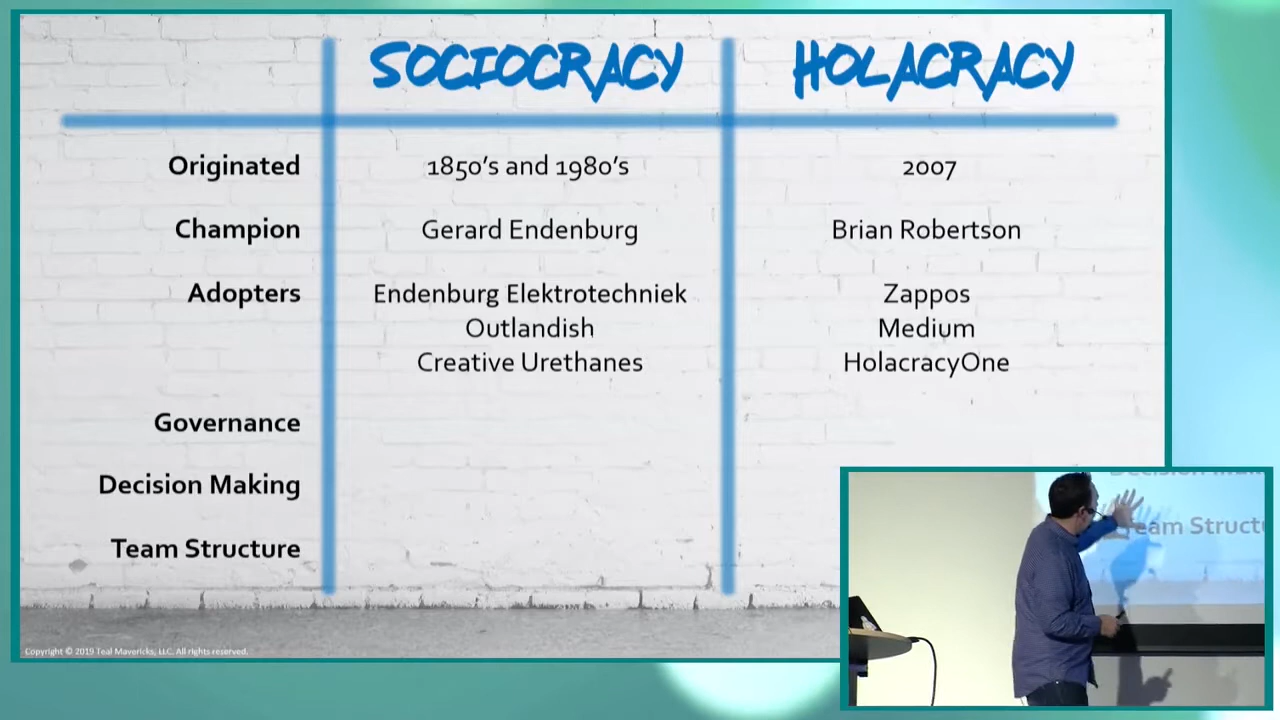 SOCIOCRACY HOLACRACY
Originated 1850's and 1980's 2007
Champion Gerard Endenburg Brian Robertson
Adopters Endenburg Elektrotechniek Zappos
Outlandish Medium
Creative Urethanes HolacracyOne
Governance
Decision Making
Team Structure
Copyright © 2019 Teal Mavericks, LLC. All rights reserved.
Team Structu